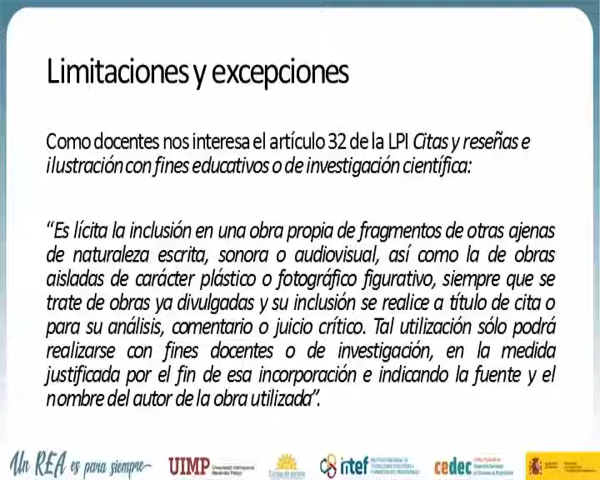 Limitaciones y excepciones
Como docentes nos interesa el artículo 32 de la LPI Citas y reseñas e
ilustración con fines educativos o de investigación científica:
“Es lícita la inclusión en una obra propia de fragmentos de otras ajenas
de naturaleza escrita, sonora o audiovisual, así como la de obras
aisladas de carácter plástico o fotográfico figurativo, siempre que se
trate de obras ya divulgadas y su inclusión se realice a título de cita o
para su análisis, comentario o juicio crítico. Tal utilización sólo podrá
realizarse con fines docentes o de investigación, en la medida
justificada por el fin de esa incorporación e indicando la fuente y el
nombre del autor de la obra utilizada”.
Un REA es para siempre
UIMP
intef
cedec